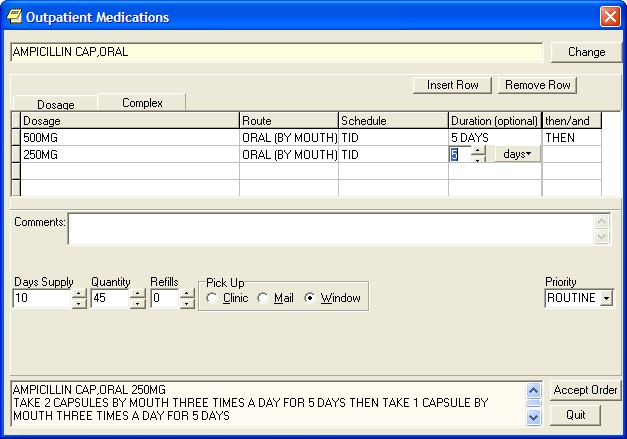 Outpatient Medications
AMPICILLIN CAP,ORAL Change
Insert Row Remove Row
Dosage Complex
Dosage Route Schedule Duration (optional) then/and
500MG ORAL (BY MOUTH) TID 5 DAYS THEN
250MG ORAL (BY MOUTH) TID 5 days
Comments:
Days Supply Quantity Refills Pick Up Priority
10 45 0 Clinic Mail Window ROUTINE
AMPICILLIN CAP,ORAL 250MG Accept Order
TAKE 2 CAPSULES BY MOUTH THREE TIMES A DAY FOR 5 DAYS THEN TAKE 1 CAPSULE BY
MOUTH THREE TIMES A DAY FOR 5 DAYS Quit